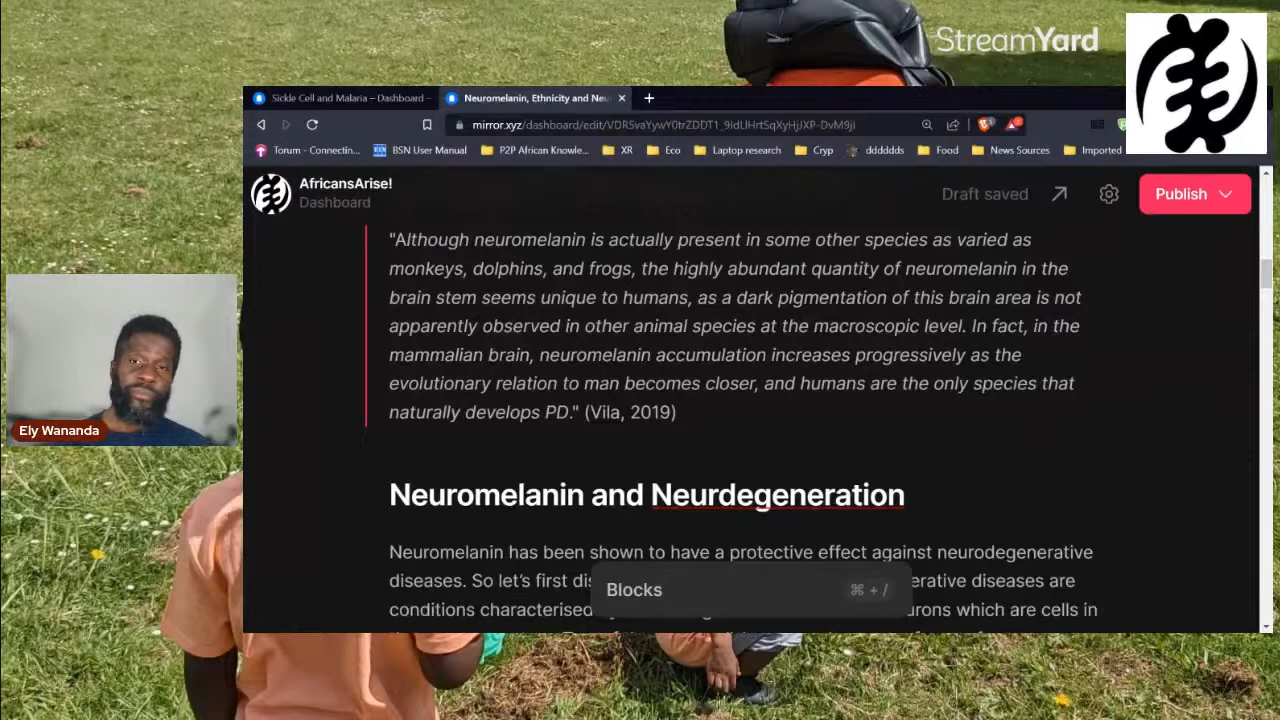 StreamYard
Sickle Cell and Malaria – Dashboard –
Neuromelanin, Ethnicity and Neu
mirror.xyz/dashboard/edit/
Torum - Connectin...
BSN User Manual
P2P African Knowle...
XR
Eco
Laptop research
Cryp
dddddds
Food
News Sources
Imported
AfricansArise!
Dashboard
Draft saved
Publish
"Although neuromelanin is actually present in some other species as varied as
monkeys, dolphins, and frogs, the highly abundant quantity of neuromelanin in the
brain stem seems unique to humans, as a dark pigmentation of this brain area is not
apparently observed in other animal species at the macroscopic level. In fact, in the
mammalian brain, neuromelanin accumulation increases progressively as the
evolutionary relation to man becomes closer, and humans are the only species that
naturally develops PD." (Vila, 2019)
Ely Wananda
Neuromelanin and Neurdegeneration
Neuromelanin has been shown to have a protective effect against neurodegenerative
diseases. So let's first di
erative diseases are
Blocks
⌘ + /
conditions characterised
urons which are cells in